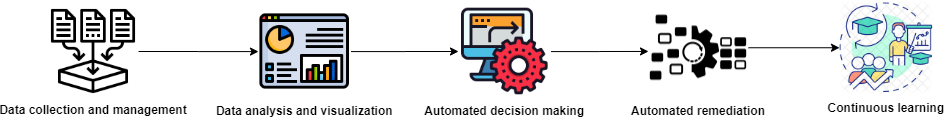 Data collection and management
Data analysis and visualization
Automated decision making
Automated remediation
Continuous learning